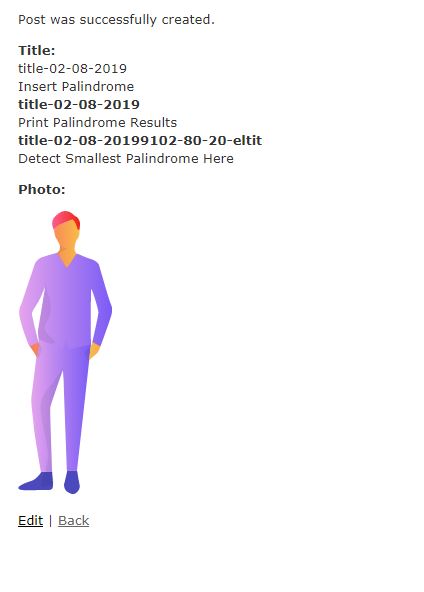 Post was successfully created.
Title:
title-02-08-2019
Insert Palindrome
title-02-08-2019
Print Palindrome Results
title-02-08-20199102-80-20-eltit
Detect Smallest Palindrome Here
Photo:
Edit | Back